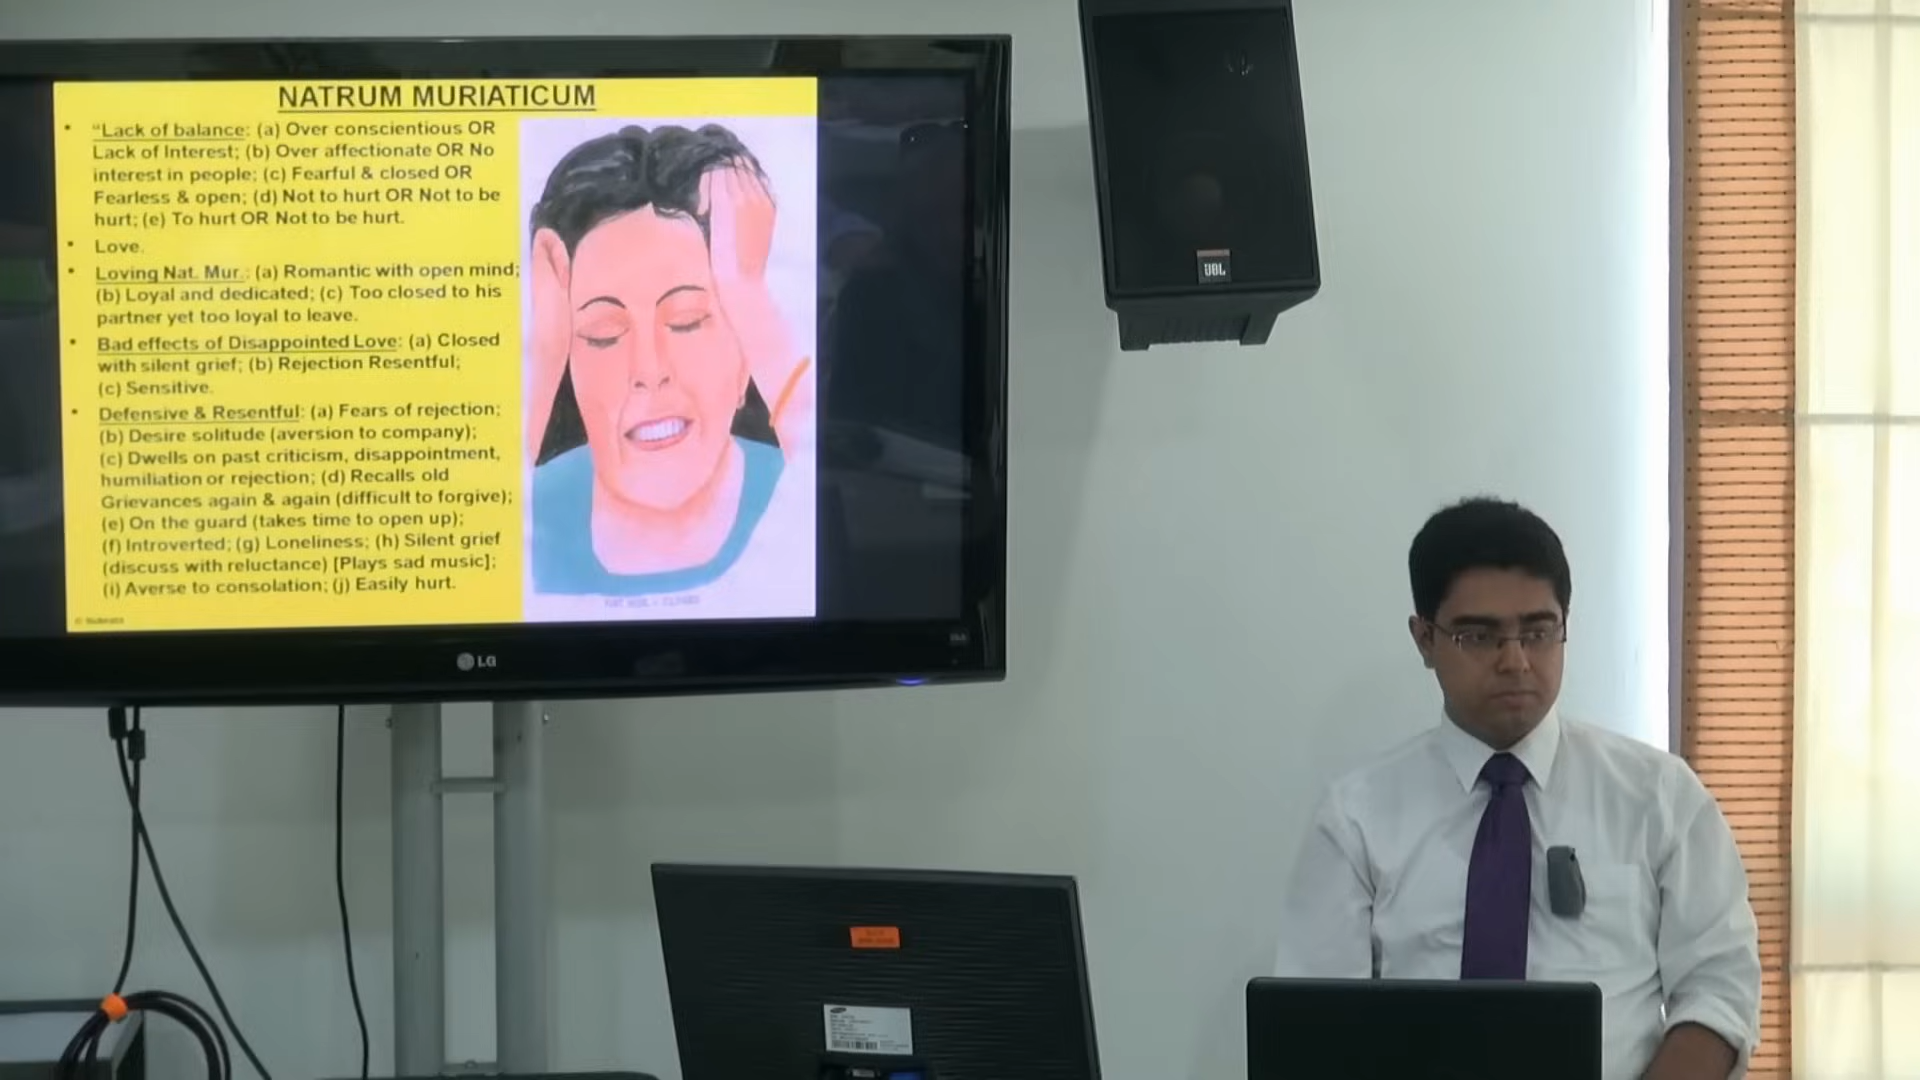 NATRUM MURIATICUM
• “Lack of balance: (a) Over conscientious OR
Lack of Interest; (b) Over affectionate OR No
interest in people; (c) Fearful & closed OR
Fearless & open; (d) Not to hurt OR Not to be
hurt; (e) To hurt OR Not to be hurt.
• Love.
• Loving Nat. Mur.: (a) Romantic with open mind;
(b) Loyal and dedicated; (c) Too closed to his
partner yet too loyal to leave.
• Bad effects of Disappointed Love: (a) Closed
with silent grief; (b) Rejection Resentful;
(c) Sensitive.
• Defensive & Resentful: (a) Fears of rejection;
(b) Desire solitude (aversion to company);
(c) Dwells on past criticism, disappointment,
humiliation or rejection; (d) Recalls old
Grievances again & again (difficult to forgive);
(e) On the guard (takes time to open up);
(f) Introverted; (g) Loneliness; (h) Silent grief
(discuss with reluctance) [Plays sad music];
(i) Averse to consolation; (j) Easily hurt.
LG
JBL